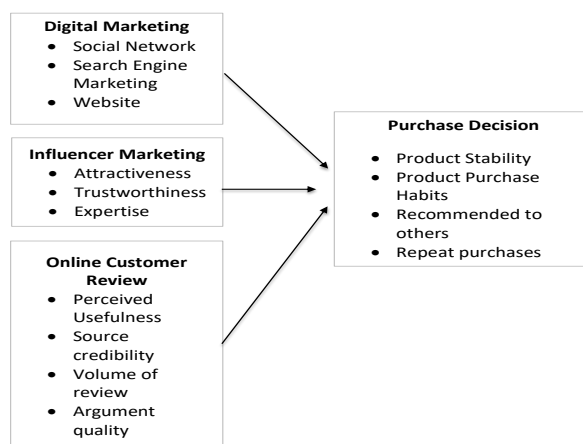 Digital Marketing
● Social Network
● Search Engine
Marketing
● Website
Influencer Marketing
● Attractiveness
● Trustworthiness
● Expertise
Online Customer
Review
● Perceived
Usefulness
● Source
credibility
● Volume of
review
● Argument
quality
Purchase Decision
● Product Stability
● Product Purchase
Habits
● Recommended to
others
● Repeat purchases